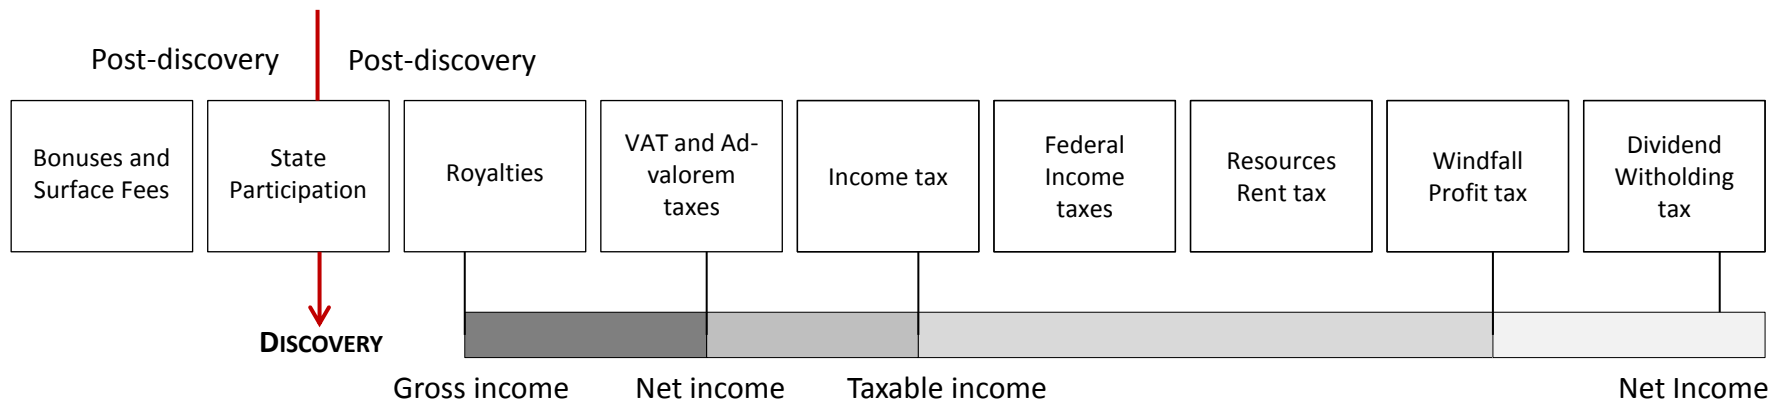 Post-discovery
Post-discovery
Bonuses and
Surface Fees
State
Participation
Royalties
VAT and Ad-
valorem
taxes
Income tax
Federal
Income
taxes
Resources
Rent tax
Windfall
Profit tax
Dividend
Witholding
tax
DISCOVERY
Gross income
Net income
Taxable income
Net Income